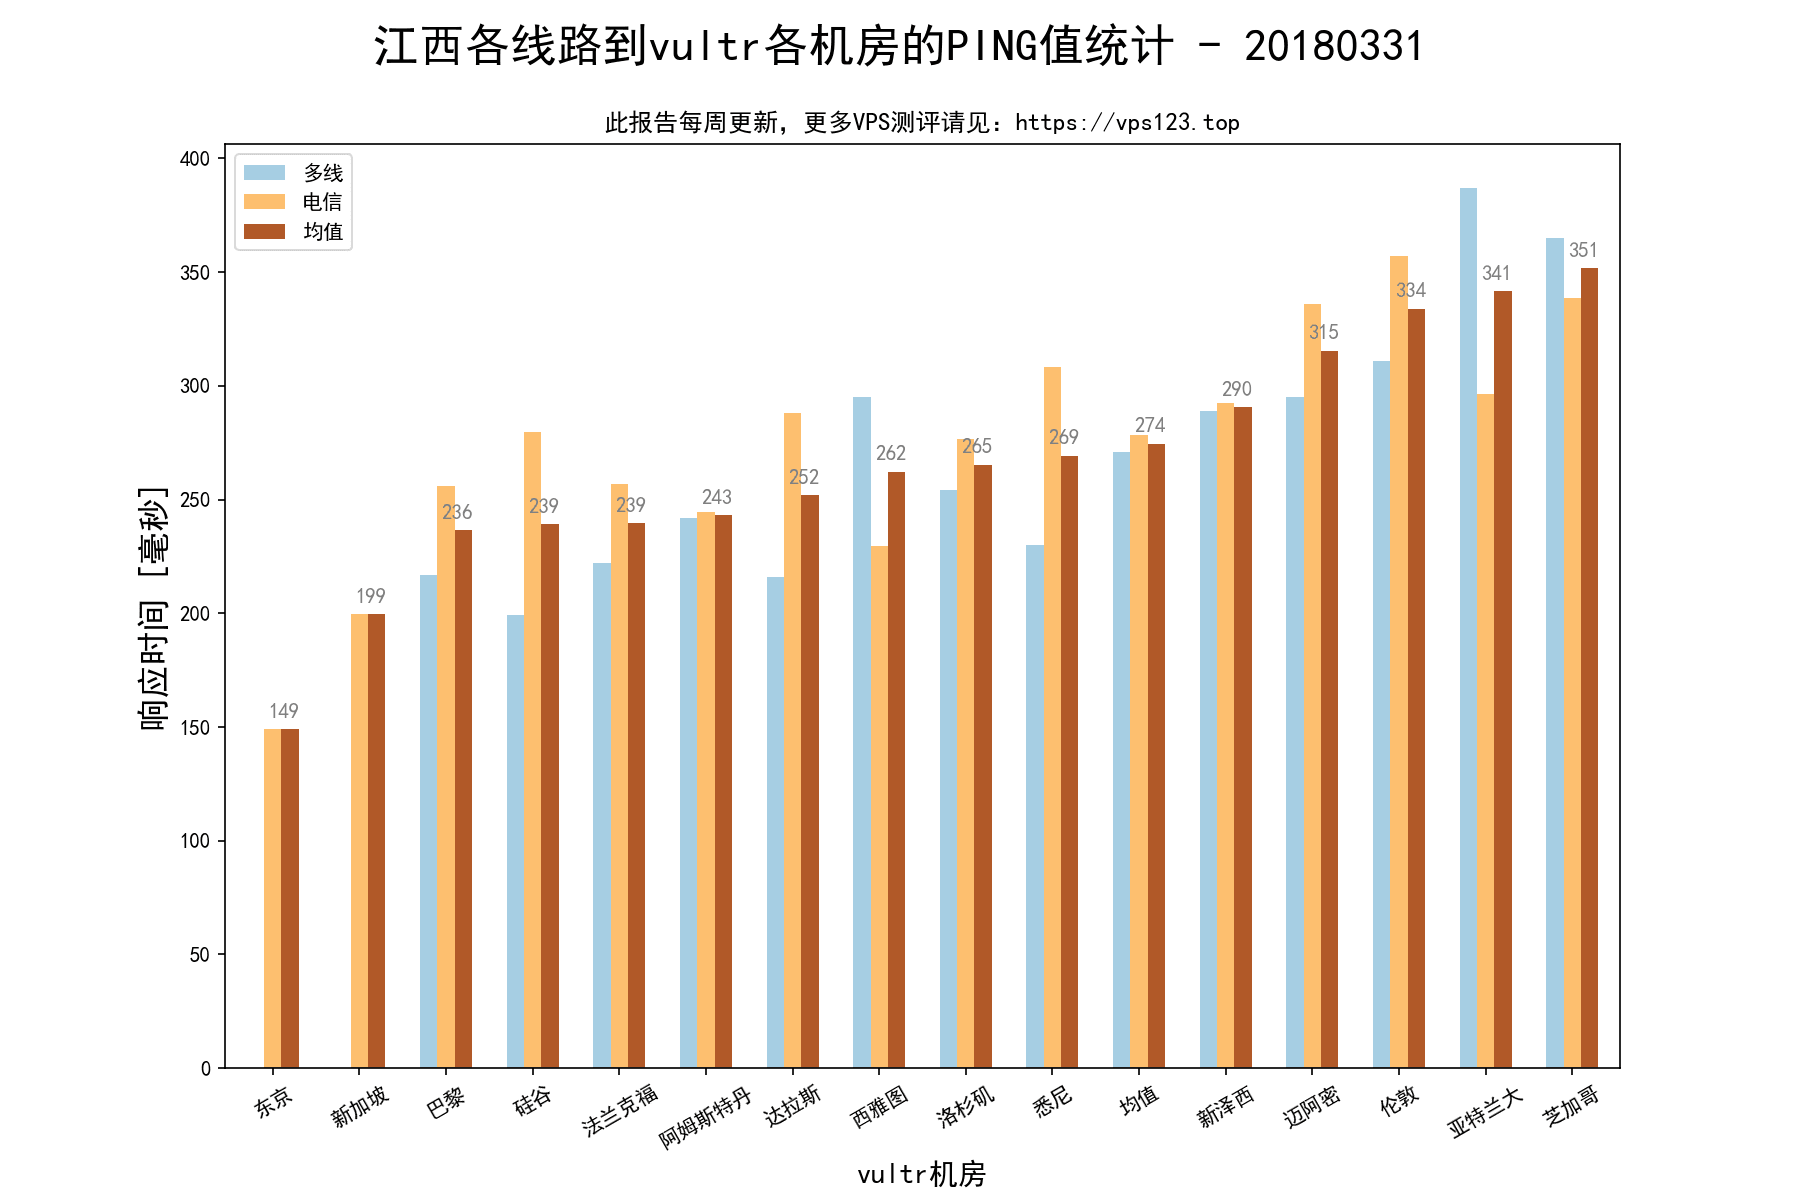 江西各线路到vultr各机房的PING值统计 - 20180331
此报告每周更新，更多VPS测评请见：https://vps123.top
多线
电信
均值
响应时间 [毫秒]
400
350
300
250
200
150
100
50
0
149
199
236
239
239
243
252
262
265
269
274
290
315
334
341
351
东京
新加坡
巴黎
硅谷
法兰克福
阿姆斯特丹
达拉斯
西雅图
洛杉矶
悉尼
均值
新泽西
迈阿密
伦敦
亚特兰大
芝加哥
vultr机房